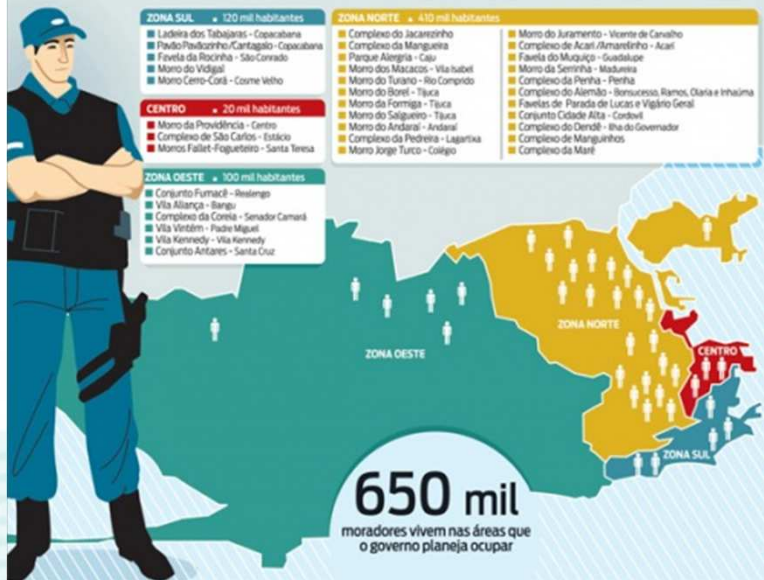 ZONA SUL • 120 mil habitantes
Ladeira dos Tabajaras - Copacabana
Pavão Pavãozinho/Cantagalo - Copacabana
Favela da Rocinha - São Conrado
Morro do Vidigal
Morro Cerro-Corá - Cosme Velho
CENTRO • 20 mil habitantes
Morro da Providência - Centro
Complexo de São Carlos - Estácio
Morros Fallet-Fogueteiro - Santa Teresa
ZONA OESTE • 100 mil habitantes
Conjunto Fumacê - Realengo
Vila Aliança - Bangu
Complexo da Coreia - Senador Camará
Vila Vintém - Padre Miguel
Vila Kennedy - Vila Kennedy
Conjunto Antares - Santa Cruz
ZONA NORTE • 410 mil habitantes
Complexo do Jacarezinho
Complexo da Mangueira
Parque Alegria - Caju
Morro dos Macacos - Vila Isabel
Morro do Turano - Rio Comprido
Morro do Borel - Tijuca
Morro da Formiga - Tijuca
Morro do Salgueiro - Tijuca
Morro do Andaraí - Andaraí
Complexo da Pedreira - Lagartixa
Morro Jorge Turco - Colégio
Morro do Juramento - Vicente de Carvalho
Complexo de Acari/Amarelinho - Acari
Favela do Muquiço - Guadalupe
Morro da Serrinha - Madureira
Complexo da Penha - Penha
Complexo do Alemão - Bonsucesso, Ramos, Olaria e Inhaúma
Favelas de Parada de Lucas e Vigário Geral
Conjunto Cidade Alta - Cordovil
Complexo do Dendê - Ilha do Governador
Complexo de Manguinhos
Complexo da Maré
ZONA NORTE
CENTRO
ZONA OESTE
ZONA SUL
650 mil
moradores vivem nas áreas que
o governo planeja ocupar